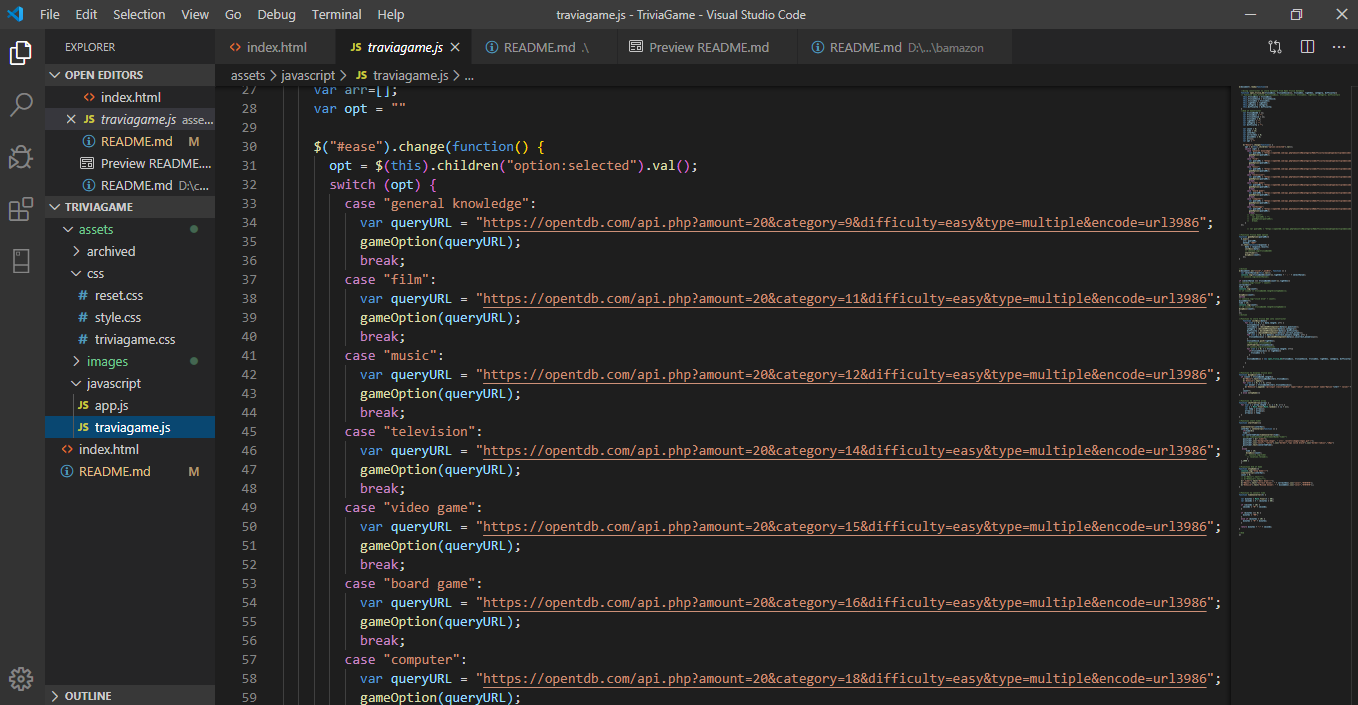 File Edit Selection View Go Debug Terminal Help traviagame.js - TriviaGame - Visual Studio Code
EXPLORER
OPEN EDITORS
<> index.html
JS traviagame.js asse...
README.md M
Preview README....
README.md D:\c...
TRIVIAGAME
assets
archived
css
# reset.css
# style.css
# triviagame.css
images
javascript
JS app.js
JS traviagame.js
<> index.html
README.md M
OUTLINE
<> index.html JS traviagame.js README.md .\ Preview README.md README.md D:\...\bamazon
assets > javascript > JS traviagame.js > ...
27 var arr=[];
28 var opt = ""
29
30 $("#ease").change(function() {
31 opt = $(this).children("option:selected").val();
32 switch (opt) {
33 case "general knowledge":
34 var queryURL = "https://opentdb.com/api.php?amount=20&category=9&difficulty=easy&type=multiple&encode=url3986";
35 gameOption(queryURL);
36 break;
37 case "film":
38 var queryURL = "https://opentdb.com/api.php?amount=20&category=11&difficulty=easy&type=multiple&encode=url3986";
39 gameOption(queryURL);
40 break;
41 case "music":
42 var queryURL = "https://opentdb.com/api.php?amount=20&category=12&difficulty=easy&type=multiple&encode=url3986";
43 gameOption(queryURL);
44 break;
45 case "television":
46 var queryURL = "https://opentdb.com/api.php?amount=20&category=14&difficulty=easy&type=multiple&encode=url3986";
47 gameOption(queryURL);
48 break;
49 case "video game":
50 var queryURL = "https://opentdb.com/api.php?amount=20&category=15&difficulty=easy&type=multiple&encode=url3986";
51 gameOption(queryURL);
52 break;
53 case "board game":
54 var queryURL = "https://opentdb.com/api.php?amount=20&category=16&difficulty=easy&type=multiple&encode=url3986";
55 gameOption(queryURL);
56 break;
57 case "computer":
58 var queryURL = "https://opentdb.com/api.php?amount=20&category=18&difficulty=easy&type=multiple&encode=url3986";
59 gameOption(queryURL);